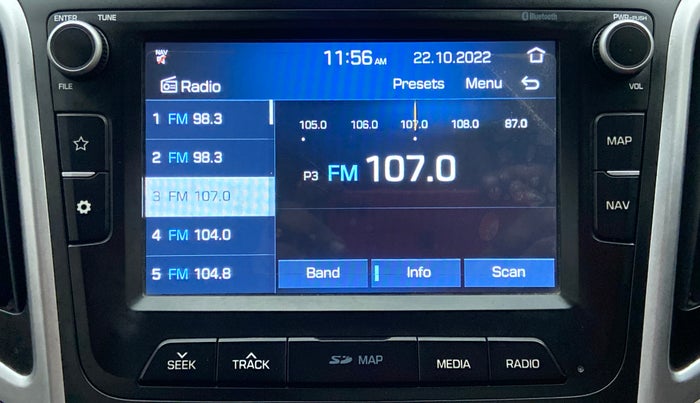 ENTER TUNE Bluetooth PWR PUSH
NAV 11:56 AM 22.10.2022
Radio Presets Menu
FILE VOL
1 FM 98.3
105.0 106.0 107.0 108.0 87.0
2 FM 98.3
P3 FM 107.0
MAP
3 FM 107.0
NAV
4 FM 104.0
5 FM 104.8
Band Info Scan
SEEK TRACK SD MAP MEDIA RADIO